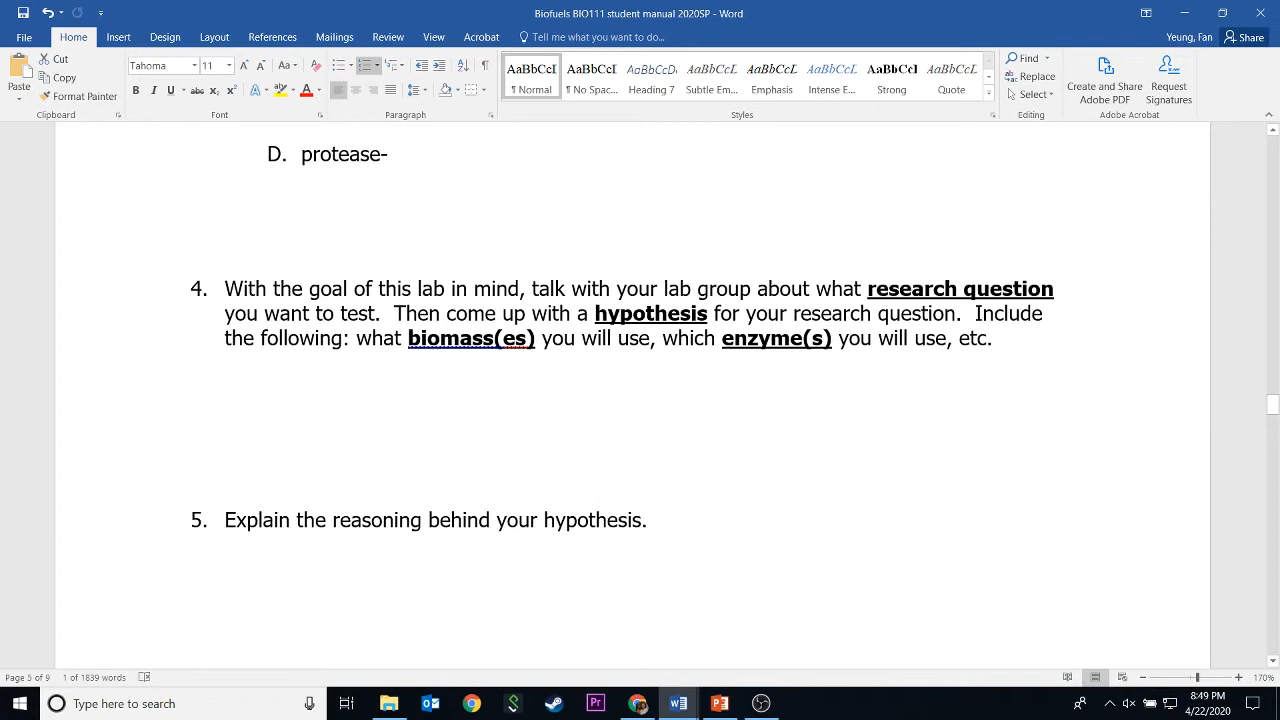 Biofuels BIO111 student manual 2020SP - Word
File Home Insert Design Layout References Mailings Review View Acrobat Tell me what you want to do... Yeung, Fan Share
Paste Cut Copy Format Painter
Clipboard
Tahoma 11
Font
Paragraph
AaBbCcI AaBbCcI AaBbCcD. AaBbCcL AaBbCcL AaBbCcL AaBbCcI AaBbCcL
¶ Normal ¶ No Spac... Heading 7 Subtle Em... Emphasis Intense E... Strong Quote
Styles
Find Replace Select
Editing
Create and Share Adobe PDF Request Signatures
Adobe Acrobat
D. protease-
4. With the goal of this lab in mind, talk with your lab group about what research question
you want to test. Then come up with a hypothesis for your research question. Include
the following: what biomass(es) you will use, which enzyme(s) you will use, etc.
5. Explain the reasoning behind your hypothesis.
Page 5 of 9 1 of 1839 words 170%
Type here to search
8:49 PM
4/22/2020